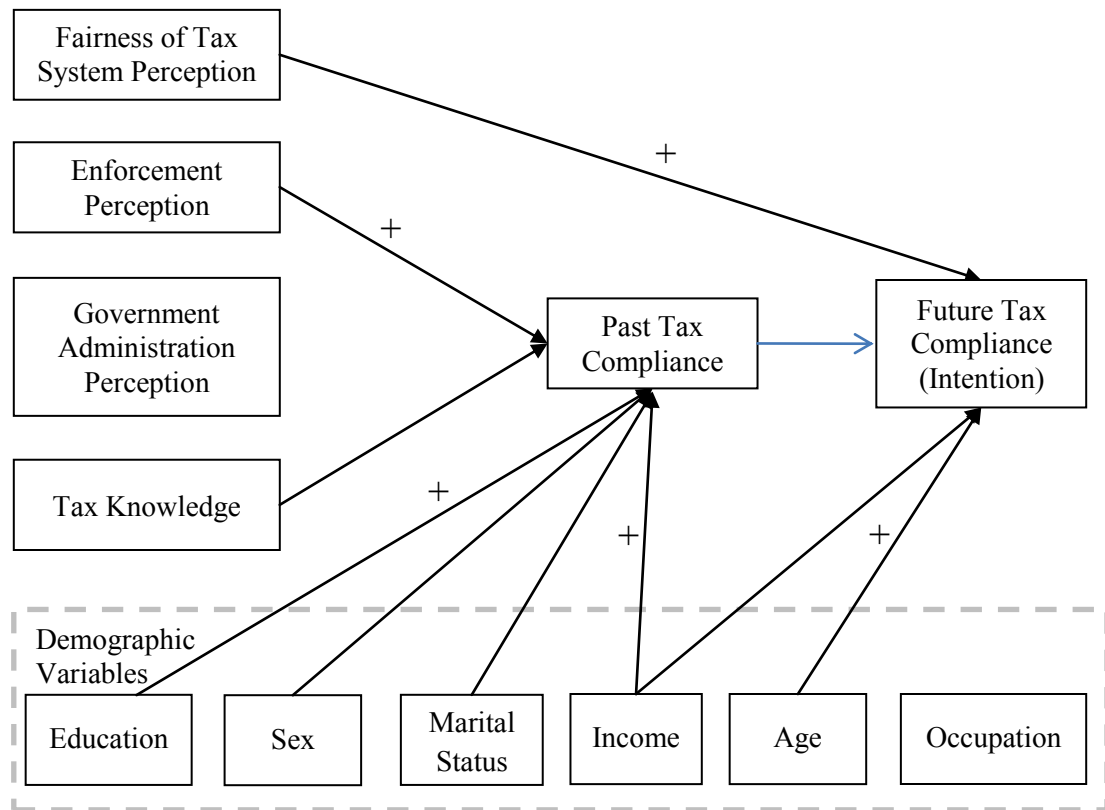 Fairness of Tax
System Perception
+
Enforcement
Perception
+
Government
Administration
Perception
Past Tax
Compliance
Future Tax
Compliance
(Intention)
Tax Knowledge
+
+
+
Demographic
Variables
Education
Sex
Marital
Status
Income
Age
Occupation